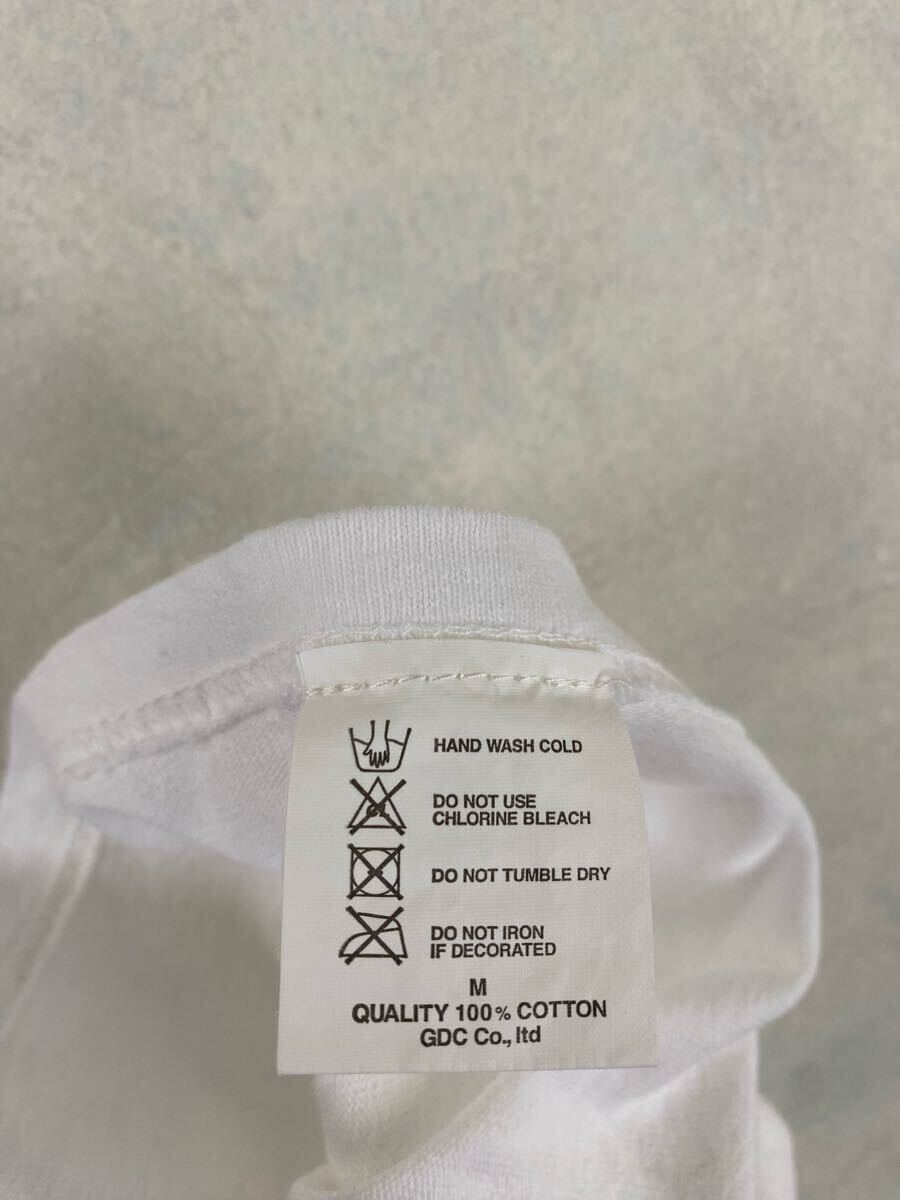 HAND WASH COLD
DO NOT USE
CHLORINE BLEACH
DO NOT TUMBLE DRY
DO NOT IRON
IF DECORATED
M
QUALITY 100% COTTON
GDC Co., ltd